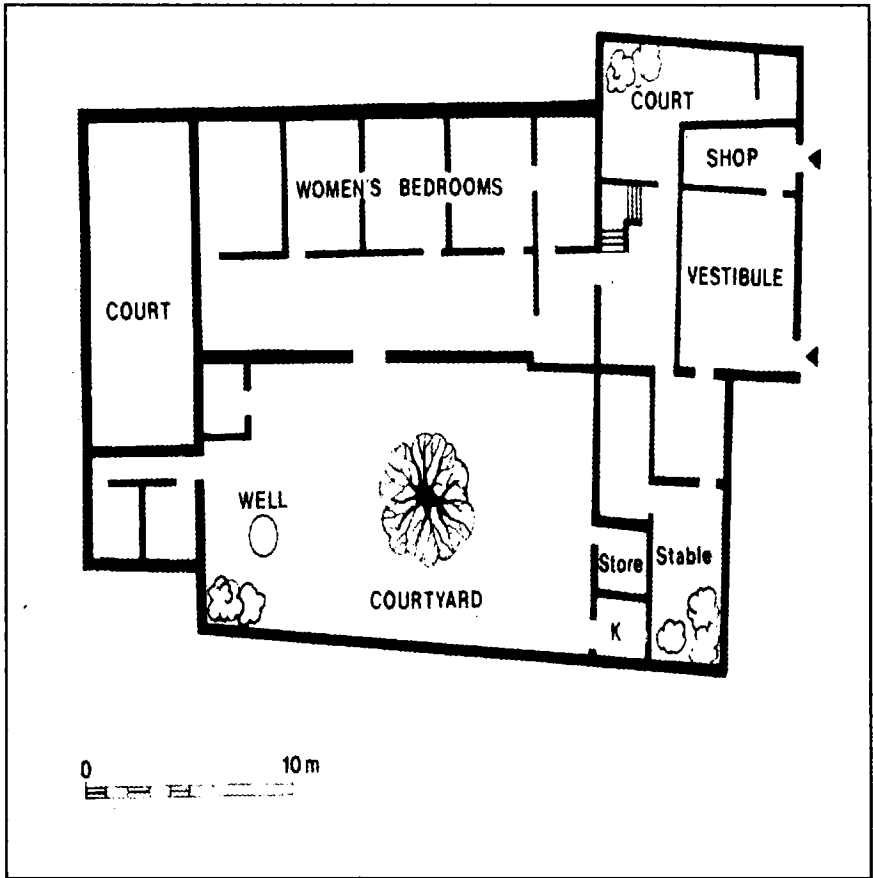 COURT
SHOP
WOMEN'S BEDROOMS
VESTIBULE
COURT
WELL
Store
Stable
COURTYARD
K
0 10 m